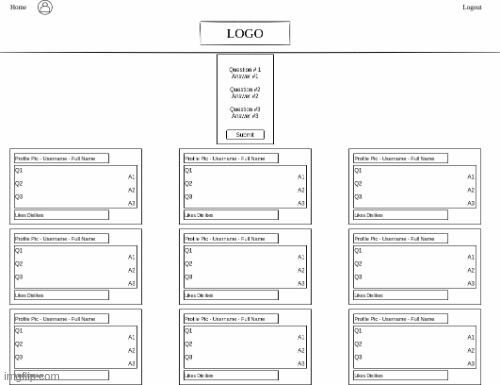 Home
Logout
LOGO
Question # 1
Answer #1
Question #2
Answer #2
Question #3
Answer #3
Submit
Profile Pic - Username - Full Name
Q1
A1
Q2
A2
Q3
A3
Likes Dislikes
Profile Pic - Username - Full Name
Q1
A1
Q2
A2
Q3
A3
Likes Dislikes
Profile Pic - Username - Full Name
Q1
A1
Q2
A2
Q3
A3
Likes Dislikes
Profile Pic - Username - Full Name
Q1
A1
Q2
A2
Q3
A3
Likes Dislikes
Profile Pic - Username - Full Name
Q1
A1
Q2
A2
Q3
A3
Likes Dislikes
Profile Pic - Username - Full Name
Q1
A1
Q2
A2
Q3
A3
Likes Dislikes
Profile Pic - Username - Full Name
Q1
A1
Q2
A2
Q3
A3
Profile Pic - Username - Full Name
Q1
A1
Q2
A2
Q3
A3
Likes Dislikes
Profile Pic - Username - Full Name
Q1
A1
Q2
A2
Q3
A3
Likes Dislikes
imgflip.com